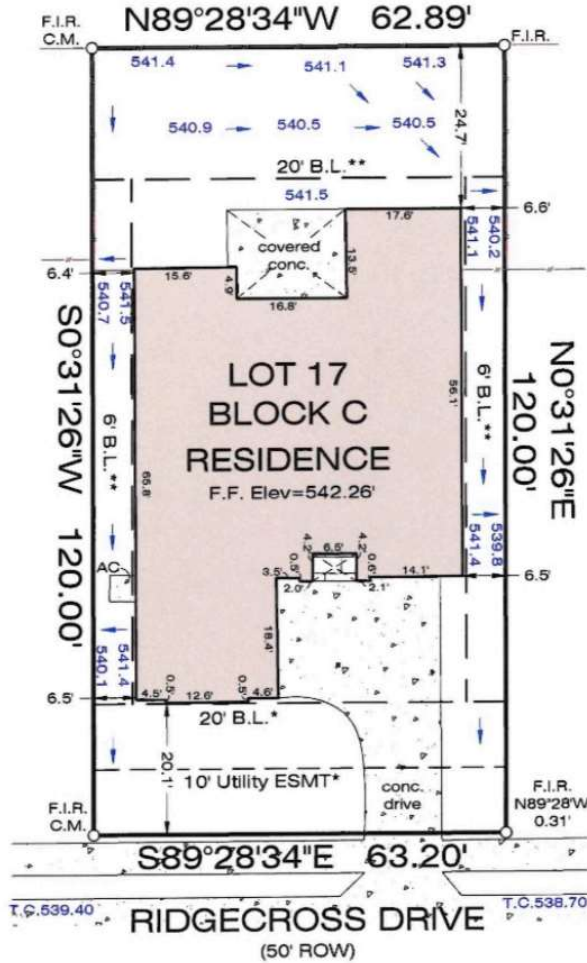 N89°28'34"W 62.89'
F.I.R.
C.M.
F.I.R.
541.4
541.1
541.3
540.9
540.5
540.5
24.7'
20' B.L.**
541.5
17.6'
6.6'
541.1
540.2
covered
conc.
13.5'
6.4'
15.6'
4.9'
16.8'
541.5
540.7
S0°31'26"W 120.00'
6' B.L.**
65.8'
LOT 17
BLOCK C
RESIDENCE
F.F. Elev=542.26'
56.1'
6' B.L.**
N0°31'26"E
120.00'
4.2'
6.5'
4.2'
541.4
539.8
AC
3.5'
0.5'
2.0'
2.1'
0.6'
14.1'
6.5'
18.4'
540.1
541.4
6.5'
4.5'
0.5'
12.6'
0.5'
4.6'
20' B.L.*
20.1'
10' Utility ESMT*
conc.
drive
F.I.R.
N89°28'W
0.31'
F.I.R.
C.M.
S89°28'34"E 63.20'
T.C.539.40
T.C.538.70
RIDGECROSS DRIVE
(50' ROW)